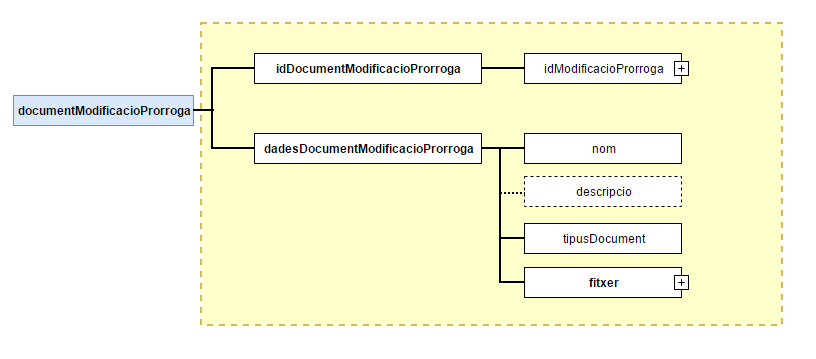 documentModificacioProrroga
idDocumentModificacioProrroga
idModificacioProrroga
+
dadesDocumentModificacioProrroga
nom
descripcio
tipusDocument
fitxer
+